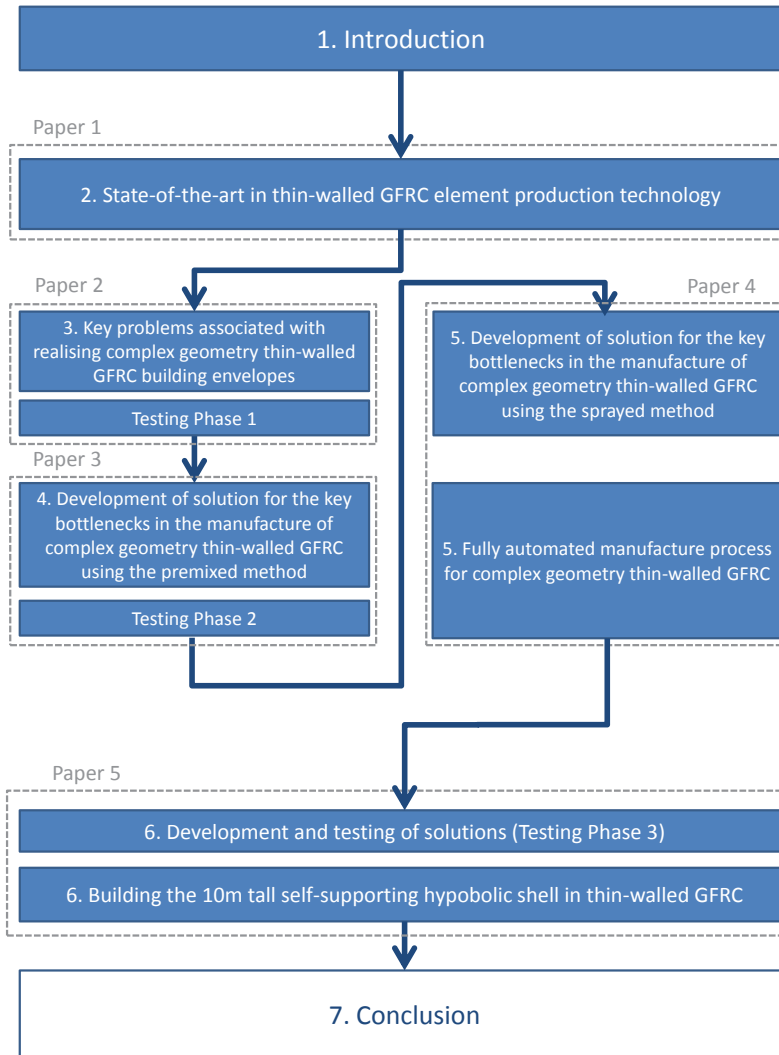 1. Introduction
Paper 1
2. State-of-the-art in thin-walled GFRC element production technology
Paper 2
3. Key problems associated with
realising complex geometry thin-walled
GFRC building envelopes
Testing Phase 1
Paper 3
4. Development of solution for the key
bottlenecks in the manufacture of
complex geometry thin-walled GFRC
using the premixed method
Testing Phase 2
Paper 4
5. Development of solution for the key
bottlenecks in the manufacture of
complex geometry thin-walled GFRC
using the sprayed method
5. Fully automated manufacture process
for complex geometry thin-walled GFRC
Paper 5
6. Development and testing of solutions (Testing Phase 3)
6. Building the 10m tall self-supporting hypobolic shell in thin-walled GFRC
7. Conclusion